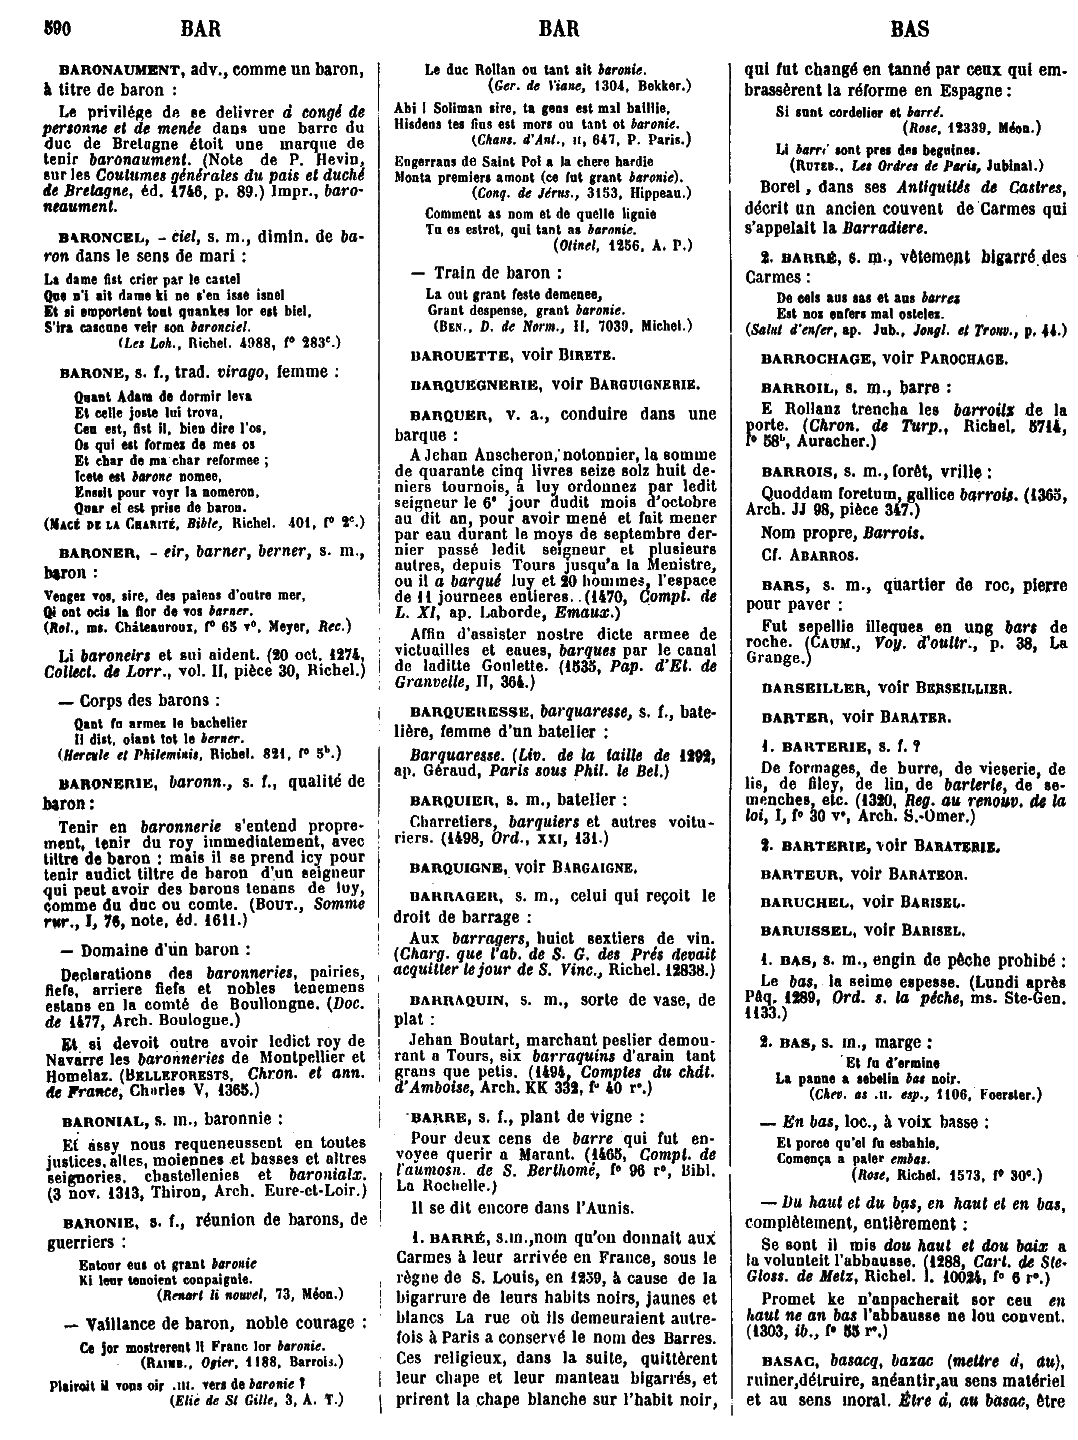 590 BAR BAR BAS
BARONAUMENT, adv., comme un baron,
à titre de baron :
Le privilége de se delivrer à congé de
personne et de menée dans une barre du
duc de Bretagne étoit une marque de
tenir baronaument. (Note de P. Hevin,
sur les Coutumes générales du pais et duché
de Bretagne, éd. 1746, p. 89.) Impr., baro-
neaument.
BARONCEL, - ciel, s. m., dimin. de ba-
ron dans le sens de mari :
La dame fist crier par le castel
Que n'i ait dame ki ne s'en isse isnel
Et si emportent tout quankes lor est biel,
S'ira cascune veir son baronciel.
(Les Loh., Richel. 4988, fº 283ᶜ.)
BARONE, s. f., trad. virago, femme :
Quant Adam de dormir leva
Et celle joste lui trova,
Ceu est, fist il, bien dire l'os,
Os qui est formez de mes os
Et char de ma char reformee ;
Icete est barone nomee,
Ensit pour voyr la nomeron,
Quar el est prise de baron.
(MACÉ DE LA CHARITÉ, Bible, Richel. 401, fº 2ᶜ.)
BARONER, - eir, barner, berner, s. m.,
baron :
Vengez vos, sire, des paiens d'outre mer,
Qi ont ocis la flor de vos barner.
(Rol., ms. Châteauroux, fº 65 vº, Meyer, Rec.)
Li baroneirs et sui aident. (20 oct. 1274,
Collect. de Lorr., vol. II, pièce 30, Richel.)
— Corps des barons :
Qant fu armez le bachelier
Il dist, oiant tot le berner.
(Hercule et Phileminis, Richel. 821, fº 5ᵇ.)
BARONERIE, baronn., s. f., qualité de
baron :
Tenir en baronnerie s'entend propre-
ment, tenir du roy immediatement, avec
tiltre de baron : mais il se prend icy pour
tenir audict tiltre de baron d'un seigneur
qui peut avoir des barons tenans de luy,
comme du duc ou comte. (BOUT., Somme
rur., I, 76, note, éd. 1611.)
— Domaine d'un baron :
Declarations des baronneries, pairies,
fiefs, arriere fiefs et nobles tenemens
estans en la comté de Boullongne. (Doc.
de 1477, Arch. Boulogne.)
Et si devoit outre avoir ledict roy de
Navarre les baronneries de Montpellier et
Homelaz. (BELLEFORESTS, Chron. et ann.
de France, Charles V, 1365.)
BARONIAL, s. m., baronnie :
Et assy nous requeneussent en toutes
justices, altes, moiennes et basses et altres
seignories, chastellenies et baronialx.
(3 nov. 1313, Thiron, Arch. Eure-et-Loir.)
BARONIE, s. f., réunion de barons, de
guerriers :
Entour eus ot grant baronie
Ki leur tenoient conpaignie.
(Renart li nouvel, 73, Méon.)
— Vaillance de baron, noble courage :
Ce jor mostrerent li Franc lor baronie.
(RAIMB., Ogier, 1188, Barrois.)
Plairoit il vous oir .III. vers de baronie ?
(Elie de St Gille, 3, A. T.)
Le duc Rollan ou tant ait baronie.
(Ger. de Viane, 1304, Bekker.)
Ahi ! Soliman sire, ta gens est mal baillie,
Hisdens tes fius est mors ou tant ot baronie.
(Chans. d'Ant., II, 647, P. Paris.)
Engerrans de Saint Pol a la chere hardie
Monta premiers amont (ce fut grant baronie).
(Conq. de Jérus., 3153, Hippeau.)
Comment as nom et de quelle lignie
Tu es estret, qui tant as baronie.
(Otinel, 1256, A. P.)
— Train de baron :
La out grant feste demenee,
Grant despense, grant baronie.
(BEN., D. de Norm., II, 7039, Michel.)
BAROUETTE, voir BIRETE.
BARQUEGNERIE, voir BARGUIGNERIE.
BARQUER, v. a., conduire dans une
barque :
A Jehan Anscheron, notonnier, la somme
de quarante cinq livres seize solz huit de-
niers tournois, a luy ordonnez par ledit
seigneur le 6ᵉ jour dudit mois d'octobre
au dit an, pour avoir mené et fait mener
par eau durant le moys de septembre der-
nier passé ledit seigneur et plusieurs
autres, depuis Tours jusqu'a la Menistre,
ou il a barqué luy et 20 hommes, l'espace
de 11 journees entieres. (1470, Compl. de
L. XI, ap. Laborde, Emaux.)
Affin d'assister nostre dicte armee de
victuailles et eaues, barques par le canal
de laditte Goulette. (1535, Pap. d'Et. de
Granvelle, II, 364.)
BARQUERESSE, barquaresse, s. f., bate-
lière, femme d'un batelier :
Barquaresse. (Liv. de la taille de 1292,
ap. Géraud, Paris sous Phil. le Bel.)
BARQUIER, s. m., batelier :
Charretiers, barquiers et autres voitu-
riers. (1498, Ord., XXI, 131.)
BARQUIGNE, voir BARGAIGNE.
BARRAGER, s. m., celui qui reçoit le
droit de barrage :
Aux barragers, huict sextiers de vin.
(Charg. que l'ab. de S. G. des Prés devait
acquitter le jour de S. Vinc., Richel. 12838.)
BARRAQUIN, s. m., sorte de vase, de
plat :
Jehan Boutart, marchant peslier demou-
rant a Tours, six barraquins d'arain tant
grans que petis. (1494, Comptes du chât.
d'Amboise, Arch. KK 332, fº 40 rº.)
BARRE, s. f., plant de vigne :
Pour deux cens de barre qui fut en-
voyee querir a Marant. (1465, Compt. de
l'aumosn. de S. Berthomé, fº 96 rº, Bibl.
La Rochelle.)
Il se dit encore dans l'Aunis.
1. BARRÉ, s.m., nom qu'on donnait aux
Carmes à leur arrivée en France, sous le
règne de S. Louis, en 1259, à cause de la
bigarrure de leurs habits noirs, jaunes et
blancs La rue où ils demeuraient autre-
fois à Paris a conservé le nom des Barres.
Ces religieux, dans la suite, quittèrent
leur chape et leur manteau bigarrés, et
prirent la chape blanche sur l'habit noir,
qui fut changé en tanné par ceux qui em-
brassèrent la réforme en Espagne :
Si sunt cordelier et barré.
(Rose, 12339, Méon.)
Li barré sont pres des beguines.
(RUTEB., Les Ordres de Paris, Jubinal.)
Borel, dans ses Antiquités de Castres,
décrit un ancien couvent de Carmes qui
s'appelait la Barradiere.
2. BARRÉ, s. m., vêtement bigarré des
Carmes :
De cels aus sas et aus barres
Est noz enfers mal ostelez.
(Salut d'enfer, ap. Jub., Jongl. et Trouv., p. 44.)
BARROCHAGE, voir PAROCHAGE.
BARROIL, s. m., barre :
E Rollanz trencha les barroilz de la
porte. (Chron. de Turp., Richel. 5714,
fº 58ᵇ, Auracher.)
BARROIS, s. m., forêt, vrille :
Quoddam foretum, gallice barrois. (1365,
Arch. JJ 98, pièce 347.)
Nom propre, Barrois.
Cf. ABARROS.
BARS, s. m., quartier de roc, pierre
pour paver :
Fut sepellie illeques en ung bars de
roche. (CAUM., Voy. d'oultr., p. 38, La
Grange.)
BARSEILLER, voir BERSEILLIER.
BARTER, voir BARATER.
1. BARTERIE, s. f. ?
De formages, de burre, de vieserie, de
lis, de filey, de lin, de barterie, de se-
menches, etc. (1320, Reg. au renouv. de la
loi, I, fº 30 vº, Arch. S.-Omer.)
2. BARTERIE, voir BARATERIE.
BARTEUR, voir BARATEOR.
BARUCHEL, voir BARISEL.
BARUISSEL, voir BARISEL.
1. BAS, s. m., engin de pêche prohibé :
Le bas, la seime espesse. (Lundi après
Pâq. 1289, Ord. s. la pêche, ms. Ste-Gen.
1133.)
2. BAS, s. m., marge :
Et fu d'ermine
La panne a sebelin bas noir.
(Chev. as .II. esp., 1106, Foerster.)
— En bas, loc., à voix basse :
Et porce qu'el fu esbahie,
Comença a paler embas.
(Rose, Richel. 1573, fº 30ᶜ.)
— Du haut et du bas, en haut et en bas,
complètement, entièrement :
Se sont il mis dou haut et dou baix a
la volunteit l'abbausse. (1288, Cart. de Ste-
Gloss. de Metz, Richel. l. 10024, fº 6 rº.)
Promet ke n'anpacherait sor ceu en
haut ne an bas l'abbausse ne lou couvent.
(1303, ib., fº 55 rº.)
BASAC, basacq, bazac (mettre à, au),
ruiner,détruire, anéantir,au sens matériel
et au sens moral. Être à, au basac, être